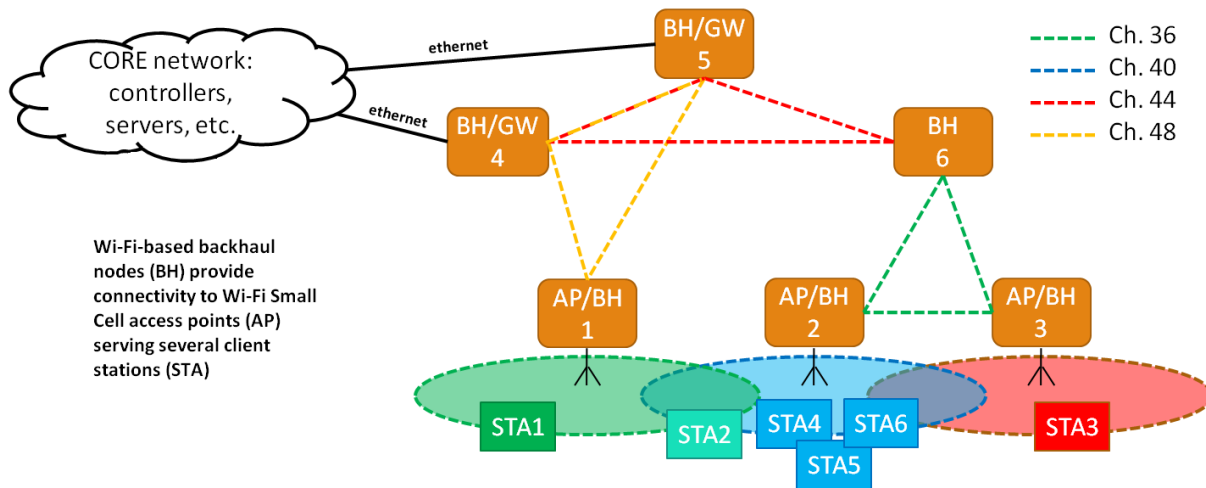 CORE network:
controllers,
servers, etc.
ethernet
ethernet
BH/GW
5
BH/GW
4
BH
6
Ch. 36
Ch. 40
Ch. 44
Ch. 48
Wi-Fi-based backhaul
nodes (BH) provide
connectivity to Wi-Fi Small
Cell access points (AP)
serving several client
stations (STA)
AP/BH
1
AP/BH
2
AP/BH
3
STA1
STA2
STA4
STA6
STA5
STA3